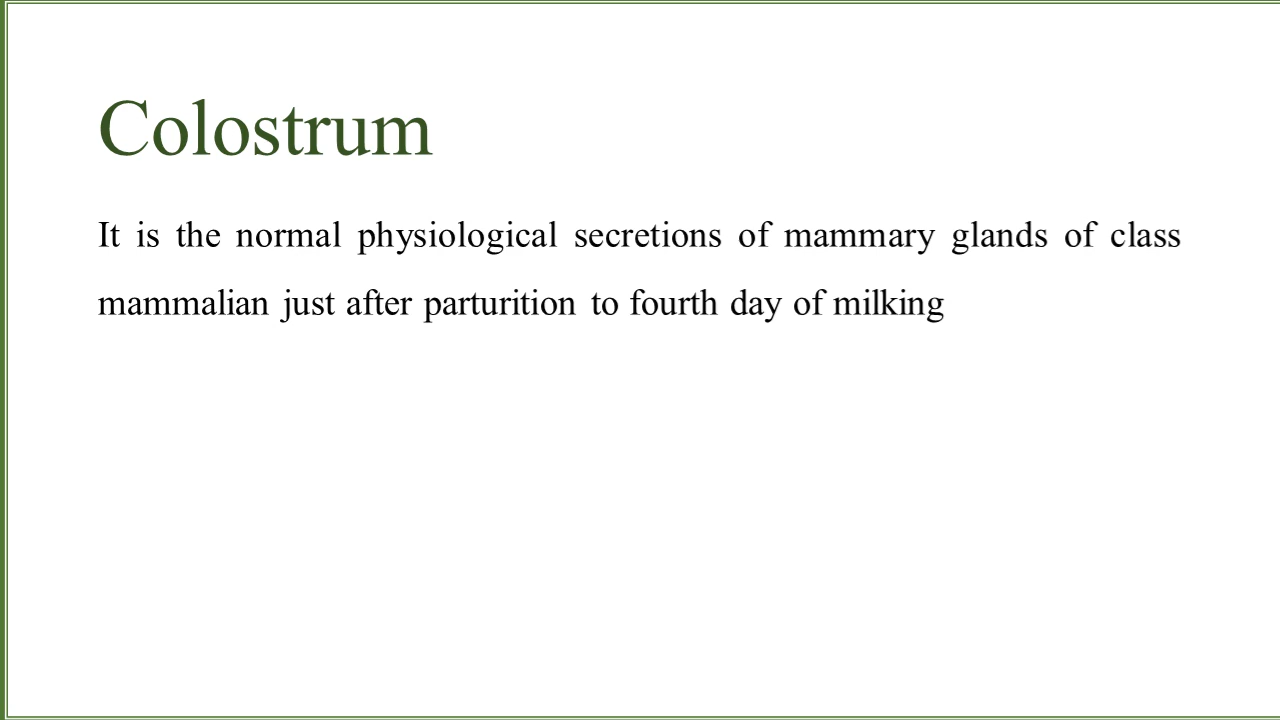 Colostrum
It is the normal physiological secretions of mammary glands of class
mammalian just after parturition to fourth day of milking